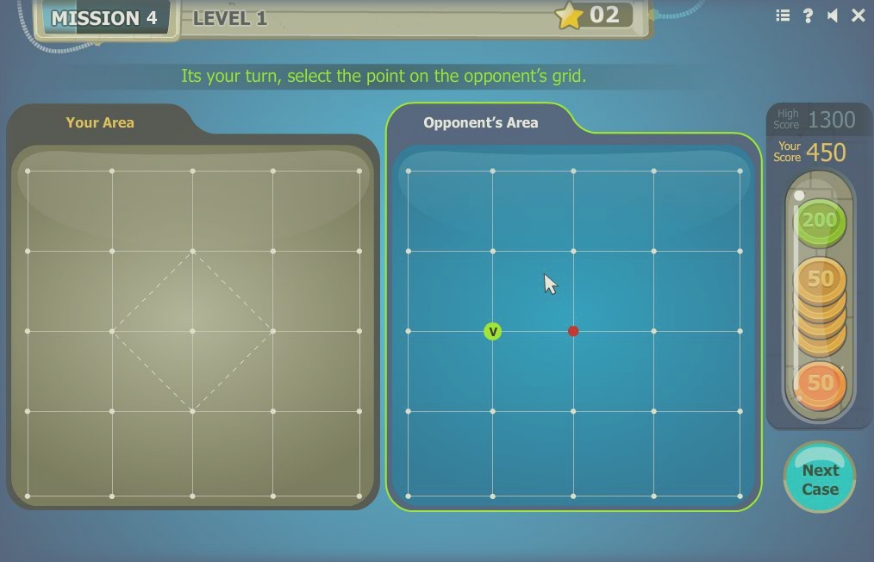 MISSION 4
LEVEL 1
02
?
Its your turn, select the point on the opponent's grid.
Your Area
Opponent's Area
High Score 1300
Your Score 450
200
50
V
50
Next
Case